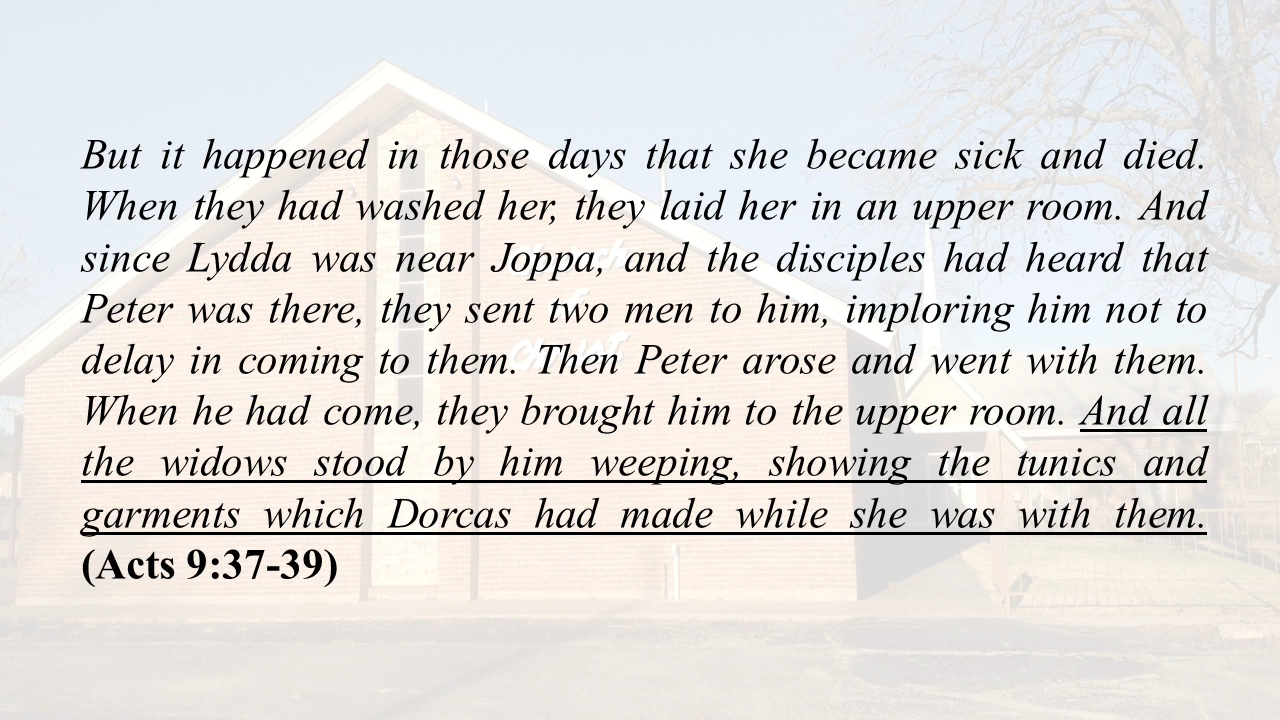 But it happened in those days that she became sick and died.
When they had washed her, they laid her in an upper room. And
since Lydda was near Joppa, and the disciples had heard that
Peter was there, they sent two men to him, imploring him not to
delay in coming to them. Then Peter arose and went with them.
When he had come, they brought him to the upper room. And all
the widows stood by him weeping, showing the tunics and
garments which Dorcas had made while she was with them.
(Acts 9:37-39)
Church
of
Christ